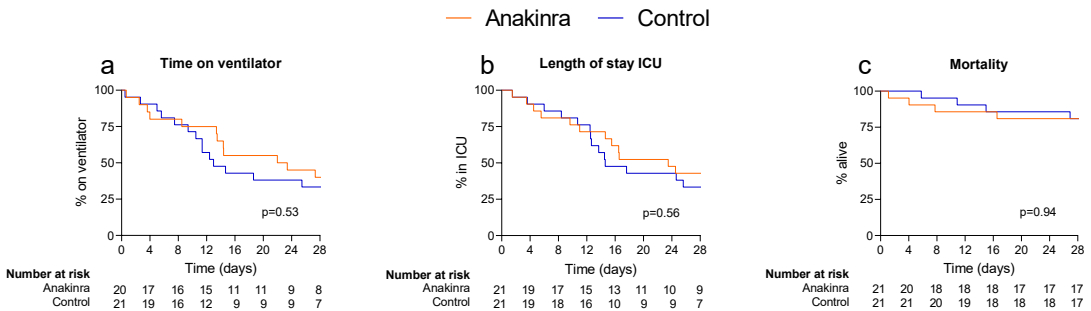 Anakinra Control
a Time on ventilator
100
75
50
25
0
% on ventilator
p=0.53
0 4 8 12 16 20 24 28
Time (days)
Number at risk
Anakinra 20 17 16 15 11 11 9 8
Control 21 19 16 12 9 9 9 7
b Length of stay ICU
100
75
50
25
0
% in ICU
p=0.56
0 4 8 12 16 20 24 28
Time (days)
Number at risk
Anakinra 21 19 17 15 13 11 10 9
Control 21 19 18 16 10 9 9 7
c Mortality
100
75
50
25
0
% alive
p=0.94
0 4 8 12 16 20 24 28
Time (days)
Number at risk
Anakinra 21 20 18 18 18 17 17 17
Control 21 21 20 19 18 18 18 17